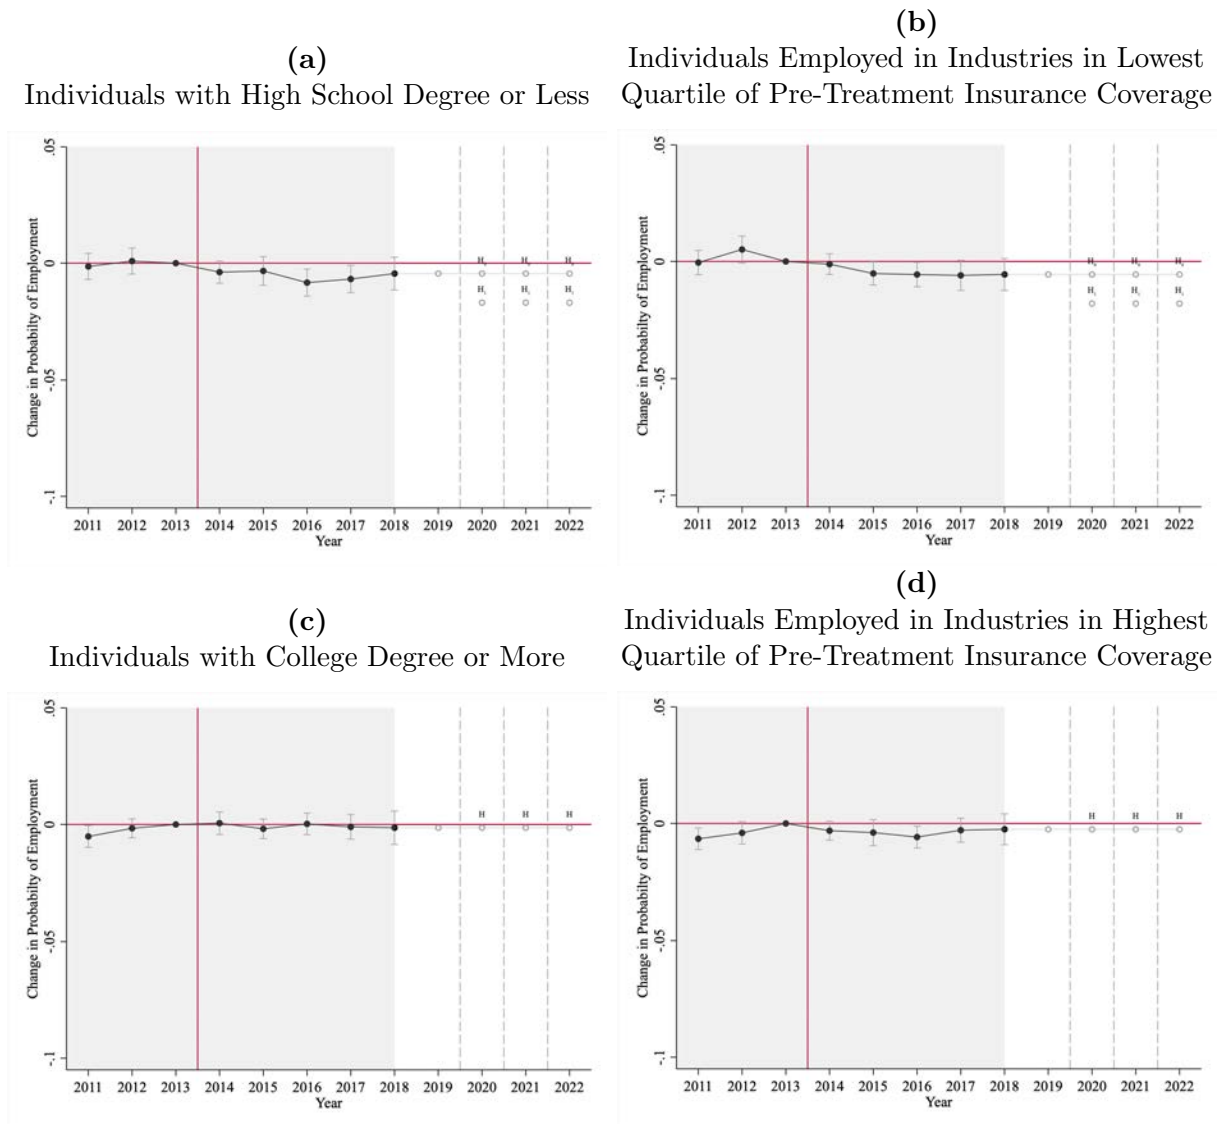 (a)
Individuals with High School Degree or Less
Change in Probabilty of Employment
.05
0
-.05
-.1
H H H
H H H
2011 2012 2013 2014 2015 2016 2017 2018 2019 2020 2021 2022
Year
(b)
Individuals Employed in Industries in Lowest
Quartile of Pre-Treatment Insurance Coverage
Change in Probabilty of Employment
.05
0
-.05
-.1
H H H
H H H
2011 2012 2013 2014 2015 2016 2017 2018 2019 2020 2021 2022
Year
(c)
Individuals with College Degree or More
Change in Probabilty of Employment
.05
0
-.05
-.1
H H H
2011 2012 2013 2014 2015 2016 2017 2018 2019 2020 2021 2022
Year
(d)
Individuals Employed in Industries in Highest
Quartile of Pre-Treatment Insurance Coverage
Change in Probabilty of Employment
.05
0
-.05
-.1
H H H
2011 2012 2013 2014 2015 2016 2017 2018 2019 2020 2021 2022
Year